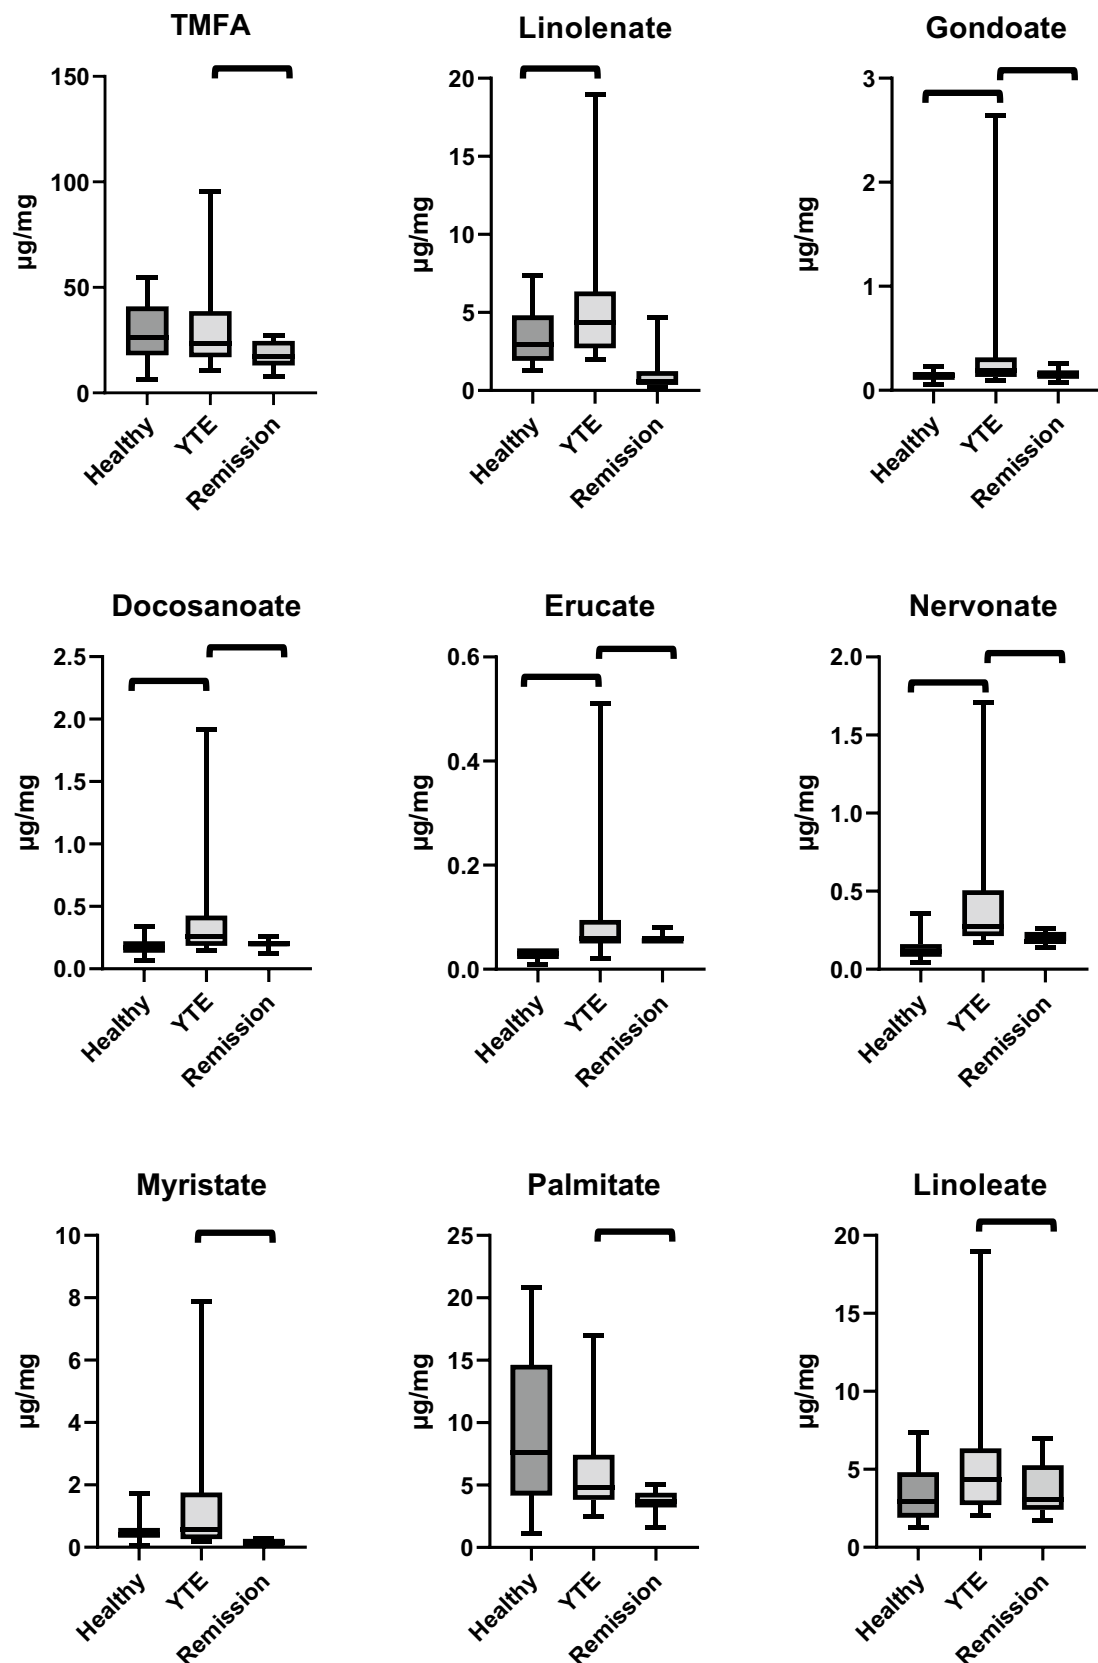 TMFA
150
100
50
0
µg/mg
Healthy
YTE
Remission
Linolenate
20
15
10
5
0
µg/mg
Healthy
YTE
Remission
Gondoate
3
2
1
0
µg/mg
Healthy
YTE
Remission
Docosanoate
2.5
2.0
1.5
1.0
0.5
0.0
µg/mg
Healthy
YTE
Remission
Erucate
0.6
0.4
0.2
0.0
µg/mg
Healthy
YTE
Remission
Nervonate
2.0
1.5
1.0
0.5
0.0
µg/mg
Healthy
YTE
Remission
Myristate
10
8
6
4
2
0
µg/mg
Healthy
YTE
Remission
Palmitate
25
20
15
10
5
0
µg/mg
Healthy
YTE
Remission
Linoleate
20
15
10
5
0
µg/mg
Healthy
YTE
Remission